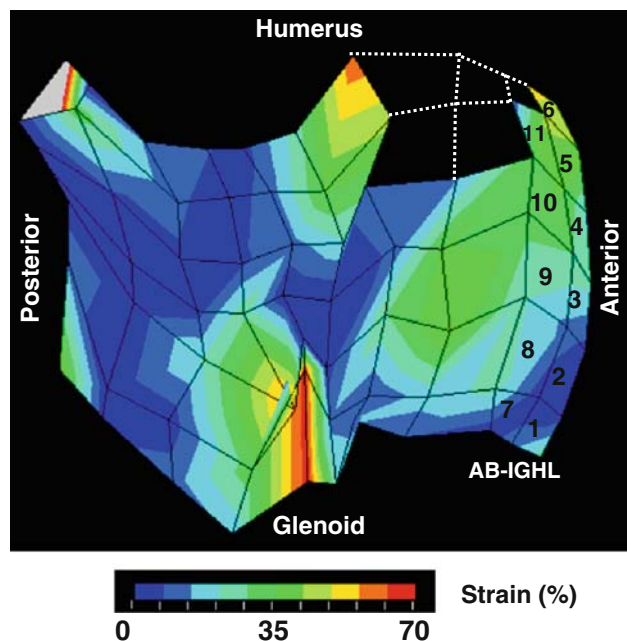 Humerus
Posterior
Anterior
6
11
5
10
4
9
3
8
2
7
1
AB-IGHL
Glenoid
Strain (%)
0 35 70